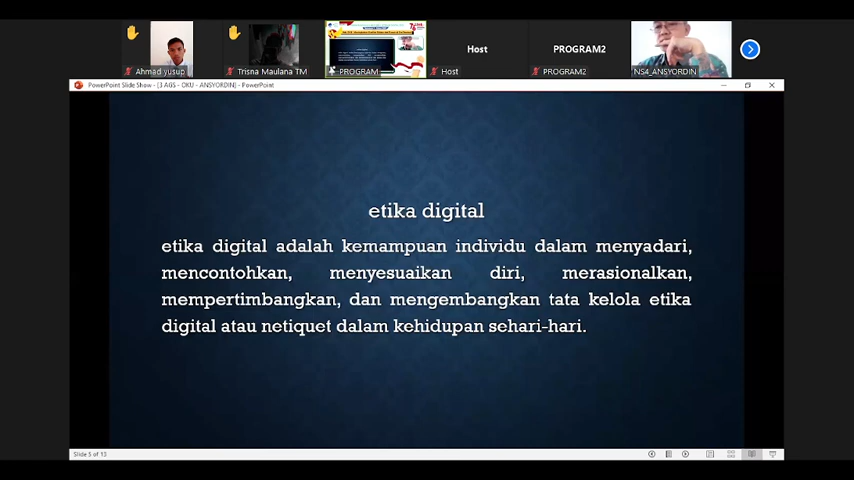 Ahmad yusup
Trisna Maulana TM
PROGRAM
Host
Host
PROGRAM2
PROGRAM2
NS4_ANSYORDIN
PowerPoint Slide Show - [3 AGS - OKU - ANSYORDIN] - PowerPoint
etika digital
etika digital adalah kemampuan individu dalam menyadari,
mencontohkan, menyesuaikan diri, merasionalkan,
mempertimbangkan, dan mengembangkan tata kelola etika
digital atau netiquet dalam kehidupan sehari-hari.
Slide 5 of 13